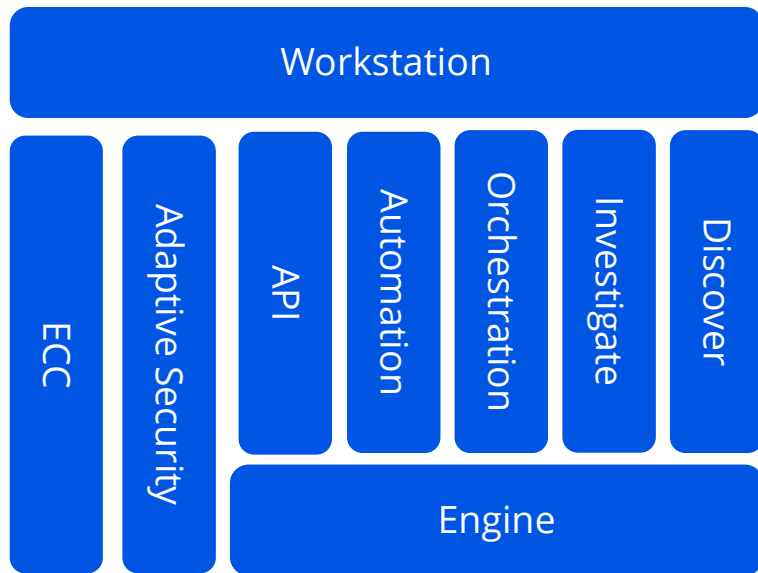 Workstation
ECC
Adaptive Security
API
Automation
Orchestration
Investigate
Discover
Engine